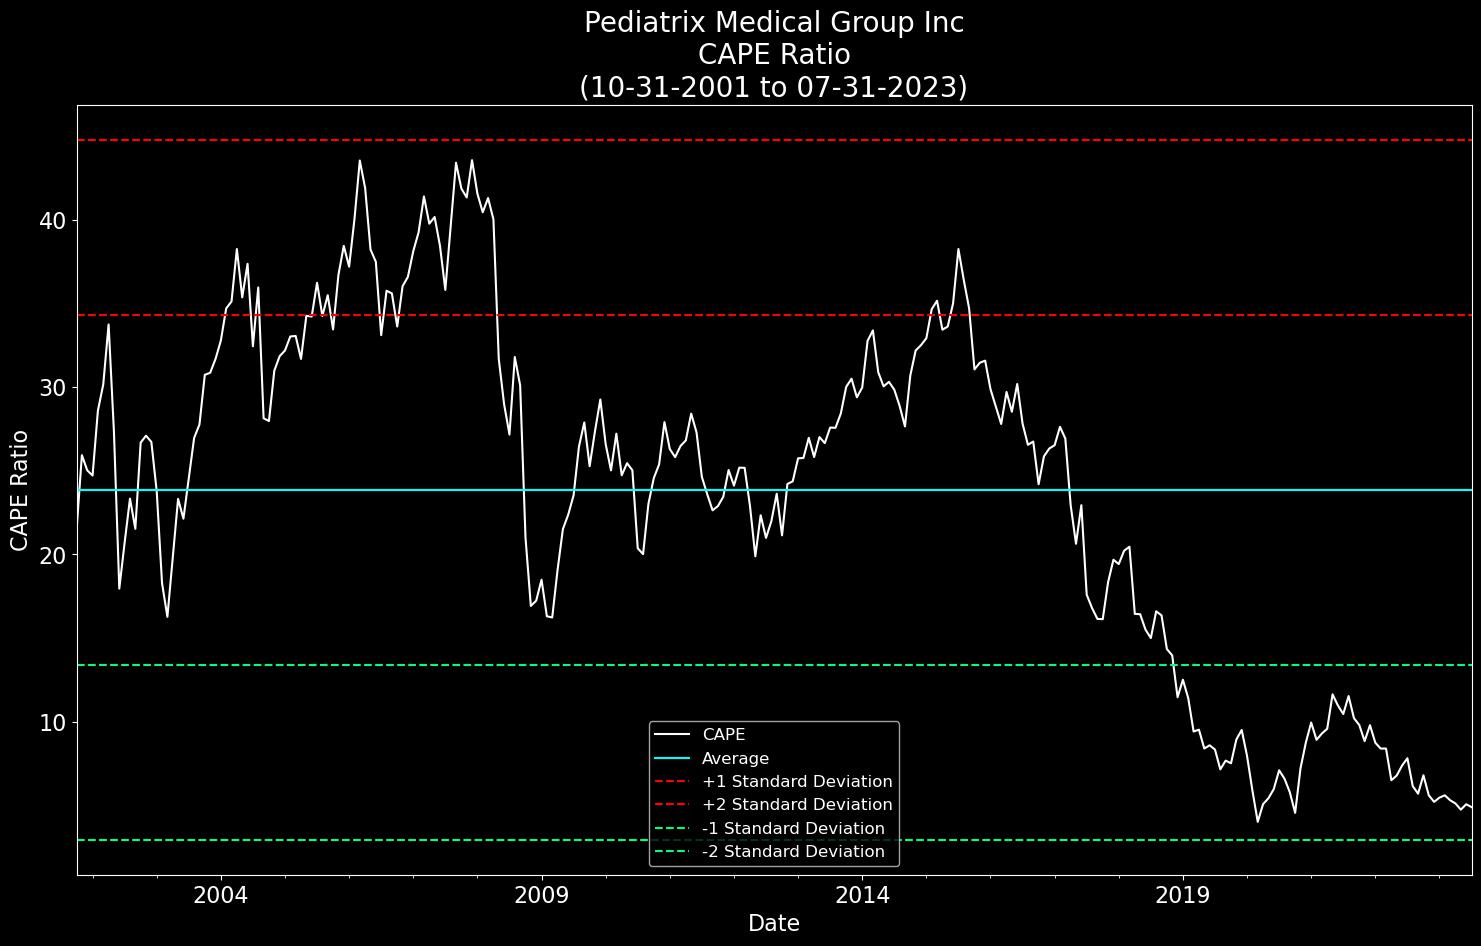 Pediatrix Medical Group Inc
CAPE Ratio
(10-31-2001 to 07-31-2023)
CAPE Ratio
40
30
20
10
CAPE
Average
+1 Standard Deviation
+2 Standard Deviation
-1 Standard Deviation
-2 Standard Deviation
2004 2009 2014 2019
Date